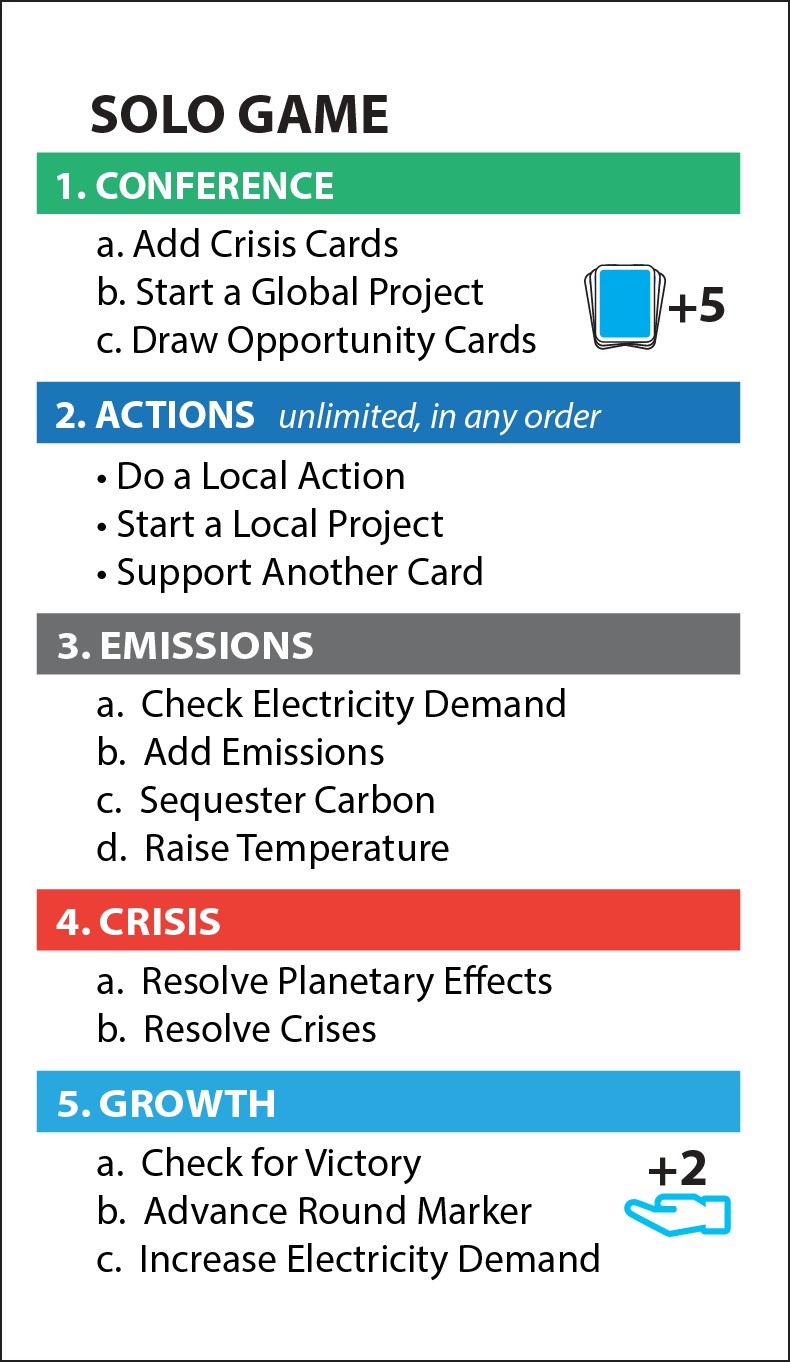 SOLO GAME
1. CONFERENCE
a. Add Crisis Cards
b. Start a Global Project
c. Draw Opportunity Cards
+5
2. ACTIONS unlimited, in any order
• Do a Local Action
• Start a Local Project
• Support Another Card
3. EMISSIONS
a. Check Electricity Demand
b. Add Emissions
c. Sequester Carbon
d. Raise Temperature
4. CRISIS
a. Resolve Planetary Effects
b. Resolve Crises
5. GROWTH
a. Check for Victory
b. Advance Round Marker
c. Increase Electricity Demand
+2